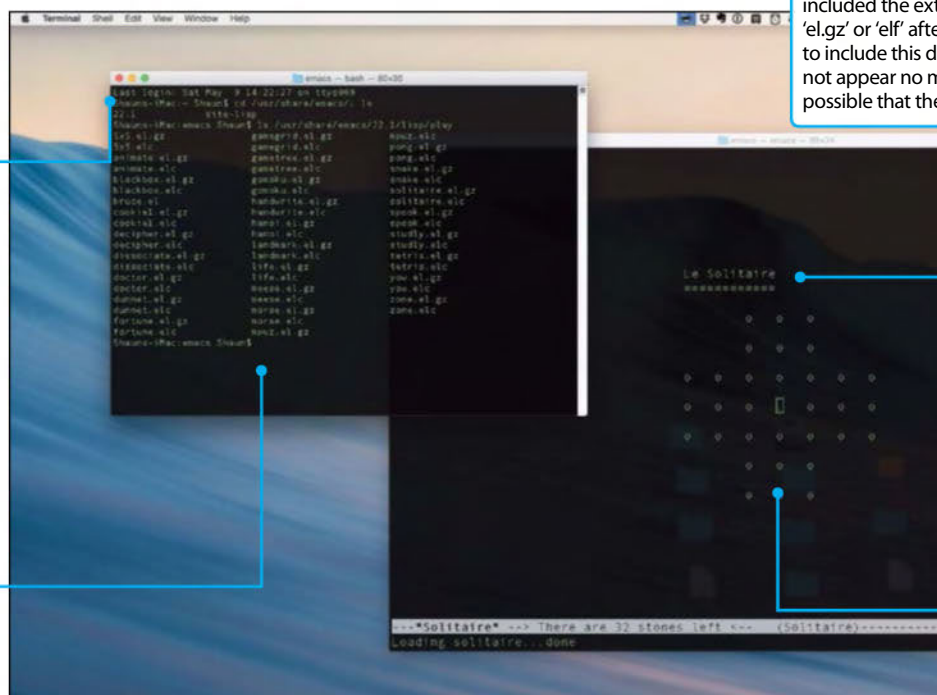 Terminal Shell Edit View Window Help
included the ext
'el.gz' or 'elf' afte
to include this d
not appear no m
possible that the
emacs — bash — 80×30
Last login: Sat May 9 14:22:27 on ttys009
Shauns-iMac:~ Shaun$ cd /usr/share/emacs/; ls
22.1 site-lisp
Shauns-iMac:emacs Shaun$ ls /usr/share/emacs/22.1/lisp/play
5x5.el.gz gamegrid.el.gz mpuz.elc
5x5.elc gamegrid.elc pong.el.gz
animate.el.gz gametree.el.gz pong.elc
animate.elc gametree.elc snake.el.gz
blackbox.el.gz gomoku.el.gz snake.elc
blackbox.elc gomoku.elc solitaire.el.gz
bruce.el handwrite.el.gz solitaire.elc
cookie1.el.gz handwrite.elc spook.el.gz
cookie1.elc hanoi.el.gz spook.elc
decipher.el.gz hanoi.elc studly.el.gz
decipher.elc landmark.el.gz studly.elc
dissociate.el.gz landmark.elc tetris.el.gz
dissociate.elc life.el.gz tetris.elc
doctor.el.gz life.elc yow.el.gz
doctor.elc meese.el.gz yow.elc
dunnet.el.gz meese.elc zone.el.gz
dunnet.elc morse.el.gz zone.elc
fortune.el.gz morse.elc
fortune.elc mpuz.el.gz
Shauns-iMac:emacs Shaun$
emacs — emacs — 80×24
Le Solitaire
============
o o o
o o o
o o o o o o o
o o o o o o
o o o o o o o
o o o
o o o
---*Solitaire* --> There are 32 stones left <-- (Solitaire)----------
Loading solitaire...done